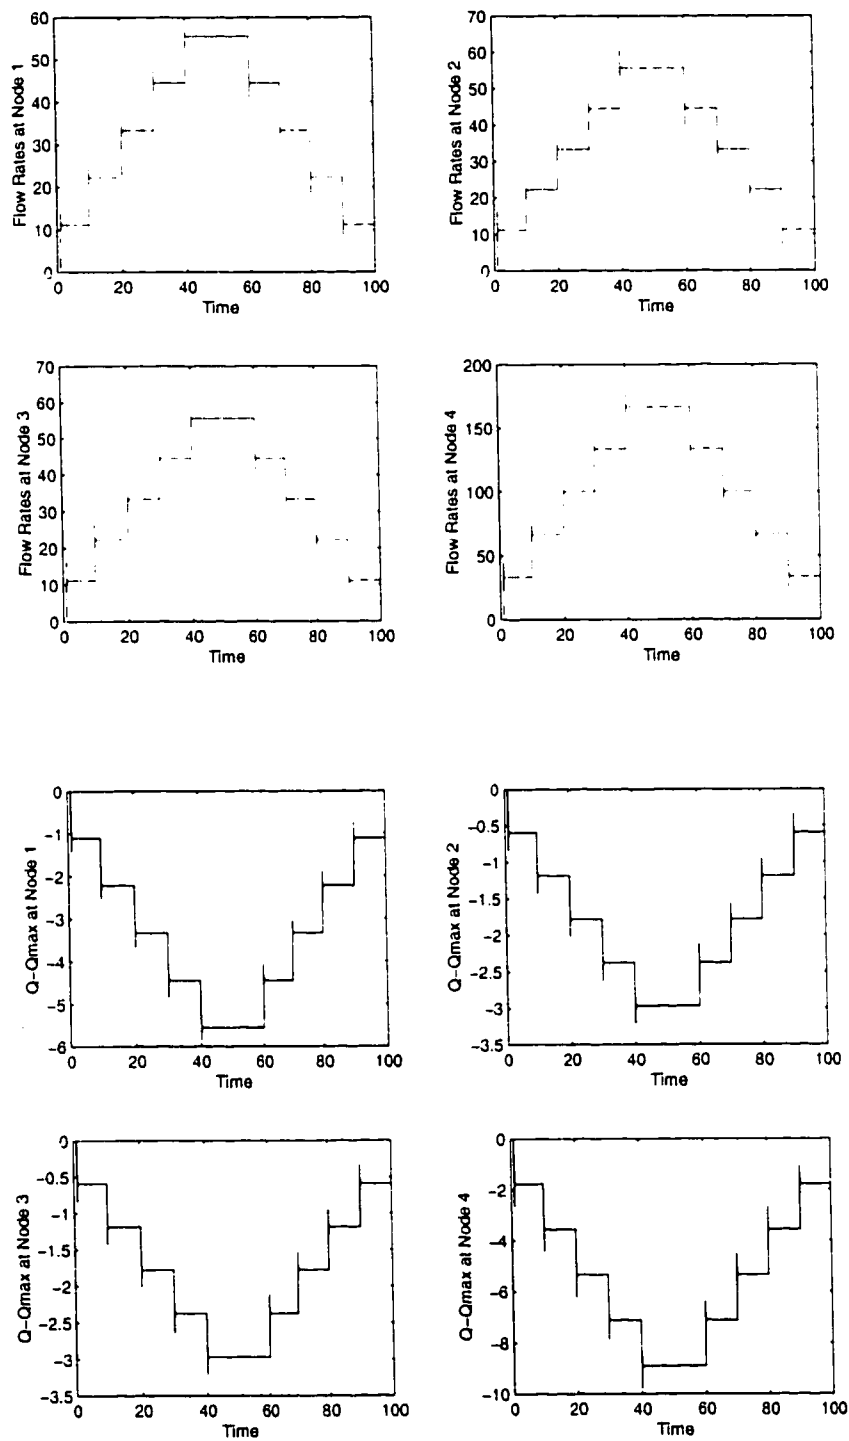 Flow Rates at Node 1
60
50
40
30
20
10
0
0 20 40 60 80 100
Time
Flow Rates at Node 2
70
60
50
40
30
20
10
0
0 20 40 60 80 100
Time
Flow Rates at Node 3
70
60
50
40
30
20
10
0
0 20 40 60 80 100
Time
Flow Rates at Node 4
200
150
100
50
0
0 20 40 60 80 100
Time
Q-Qmax at Node 1
0
-1
-2
-3
-4
-5
-6
0 20 40 60 80 100
Time
Q-Qmax at Node 2
0
-0.5
-1
-1.5
-2
-2.5
-3
-3.5
0 20 40 60 80 100
Time
Q-Qmax at Node 3
0
-0.5
-1
-1.5
-2
-2.5
-3
-3.5
0 20 40 60 80 100
Time
Q-Qmax at Node 4
0
-2
-4
-6
-8
-10
0 20 40 60 80 100
Time